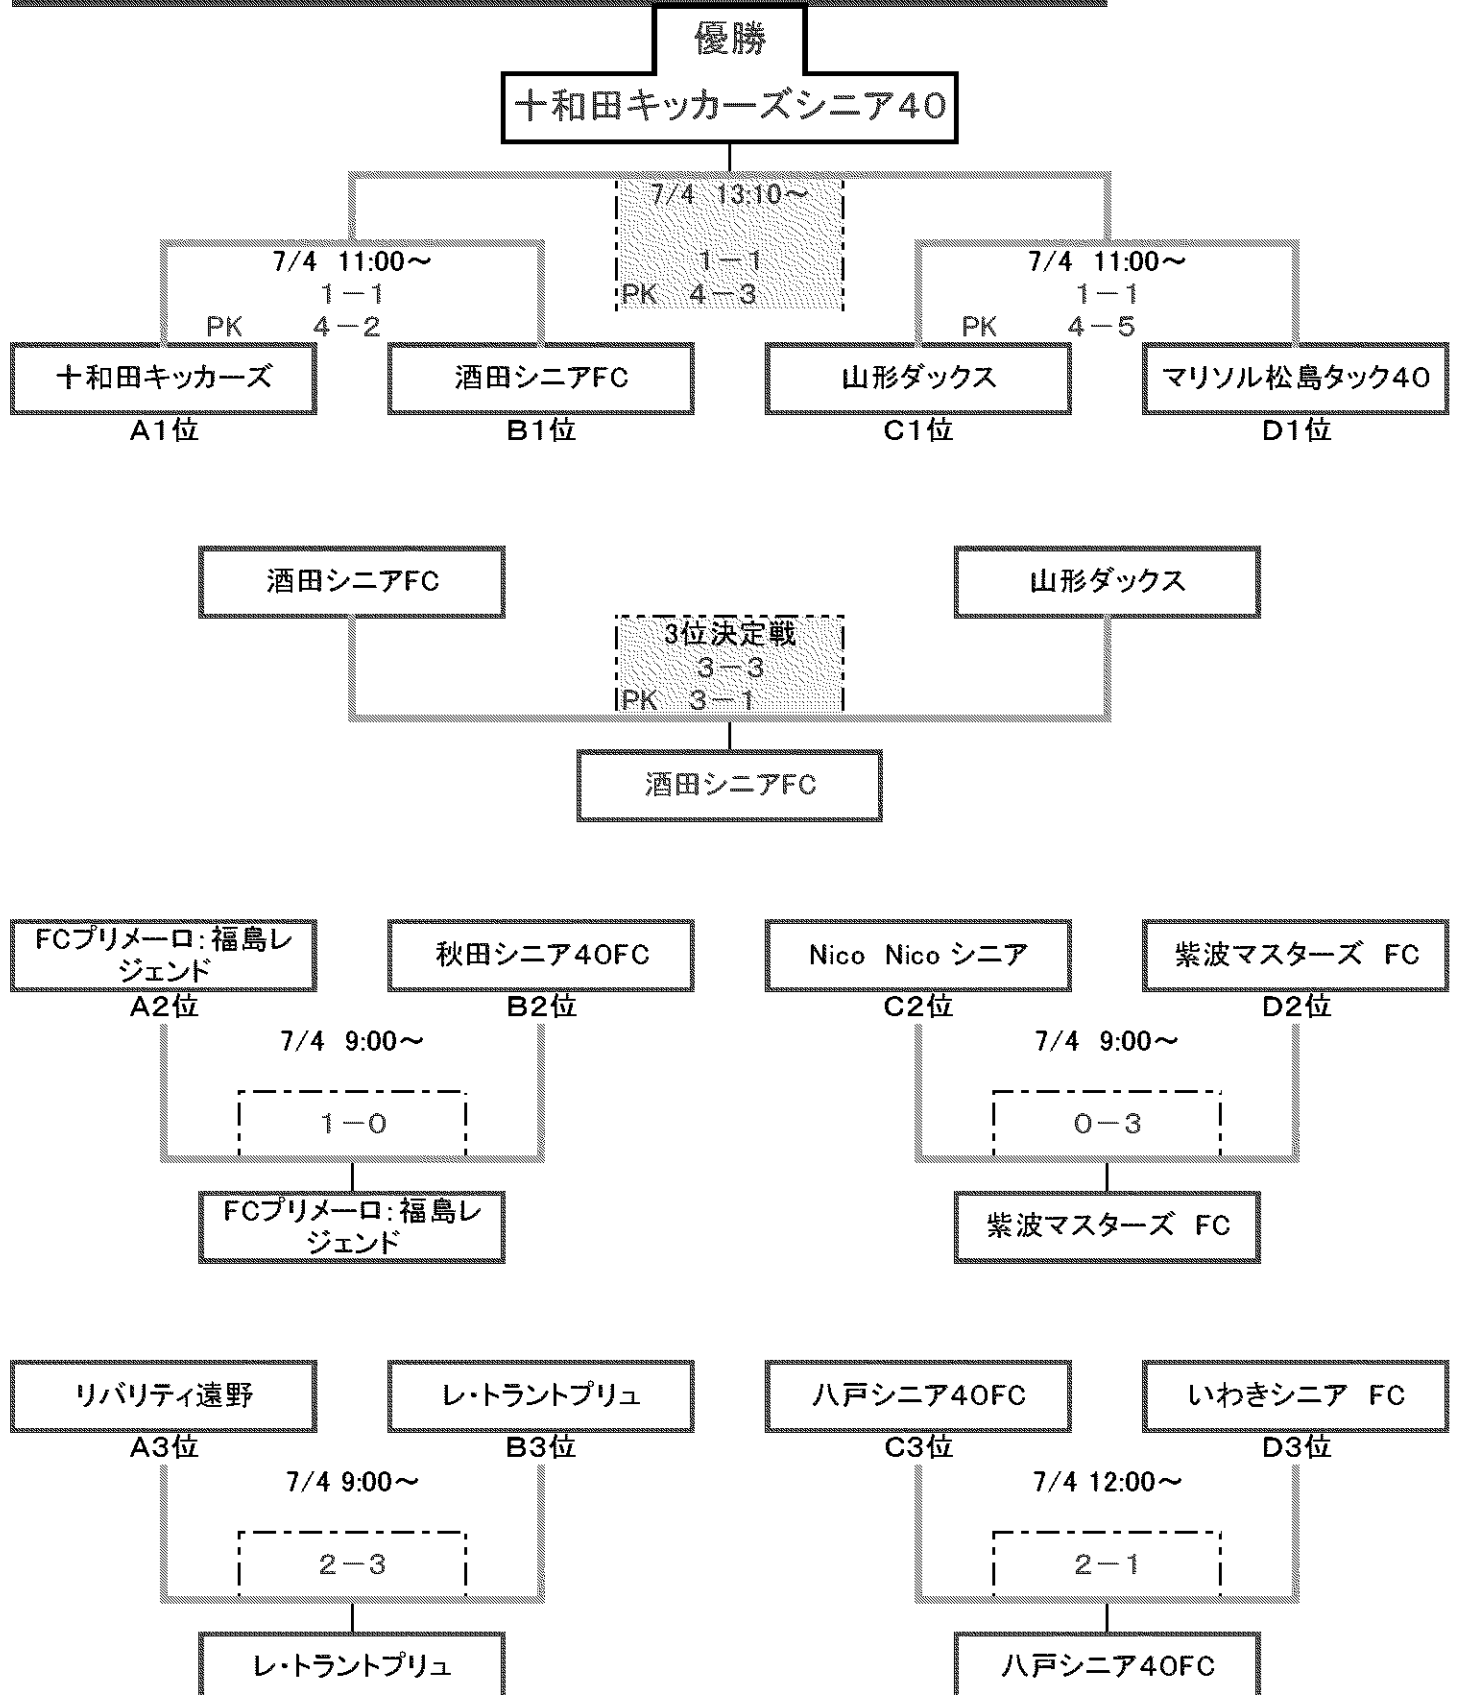 優勝
十和田キッカーズシニア40
7/4 13:10～
1－1
PK 4－3
7/4 11:00～
1－1
PK 4－2
7/4 11:00～
1－1
PK 4－5
十和田キッカーズ
酒田シニアFC
山形ダックス
マリソル松島タック40
A1位
B1位
C1位
D1位
酒田シニアFC
山形ダックス
3位決定戦
3－3
PK 3－1
酒田シニアFC
FCプリメーロ：福島レ
ジェンド
秋田シニア40FC
Nico Nico シニア
紫波マスターズ FC
A2位
B2位
C2位
D2位
7/4 9:00～
7/4 9:00～
1－0
0－3
FCプリメーロ：福島レ
ジェンド
紫波マスターズ FC
リバリティ遠野
レ・トラントプリュ
八戸シニア40FC
いわきシニア FC
A3位
B3位
C3位
D3位
7/4 9:00～
7/4 12:00～
2－3
2－1
レ・トラントプリュ
八戸シニア40FC